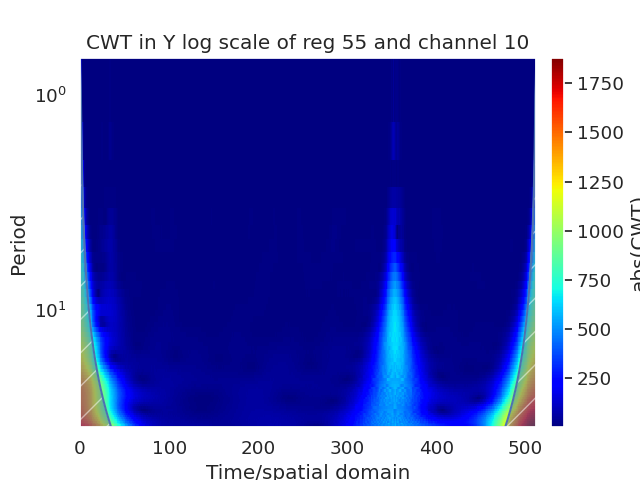 CWT in Y log scale of reg 55 and channel 10
10⁰
10¹
Period
0 100 200 300 400 500
Time/spatial domain
1750
1500
1250
1000
750
500
250
abs(CWT)